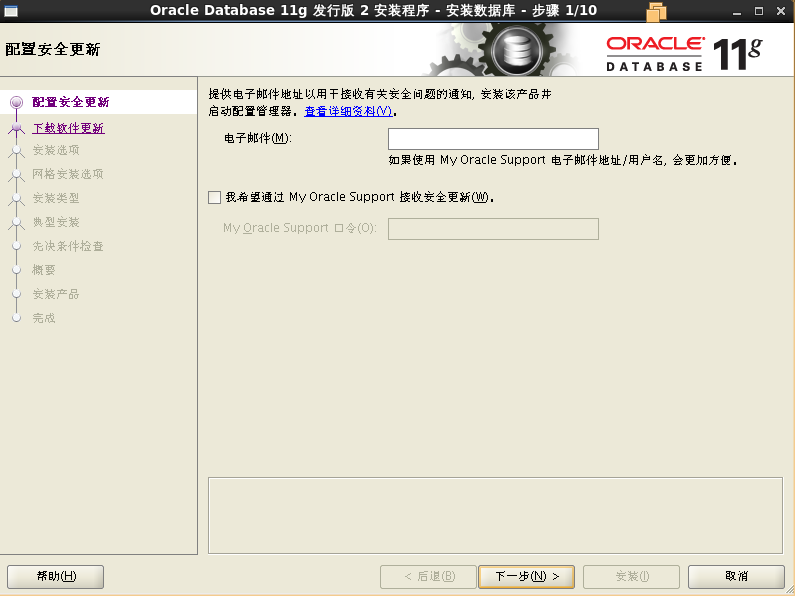 Oracle Database 11g 发行版 2 安装程序 - 安装数据库 - 步骤 1/10
配置安全更新
ORACLE 11g
DATABASE
配置安全更新
下载软件更新
安装选项
网格安装选项
安装类型
典型安装
先决条件检查
概要
安装产品
完成
提供电子邮件地址以用于接收有关安全问题的通知, 安装该产品并
启动配置管理器。查看详细资料(V)。
电子邮件(M):
如果使用 My Oracle Support 电子邮件地址/用户名, 会更加方便。
我希望通过 My Oracle Support 接收安全更新(W)。
My Oracle Support 口令(O):
帮助(H)
< 后退(B)
下一步(N) >
安装(I)
取消